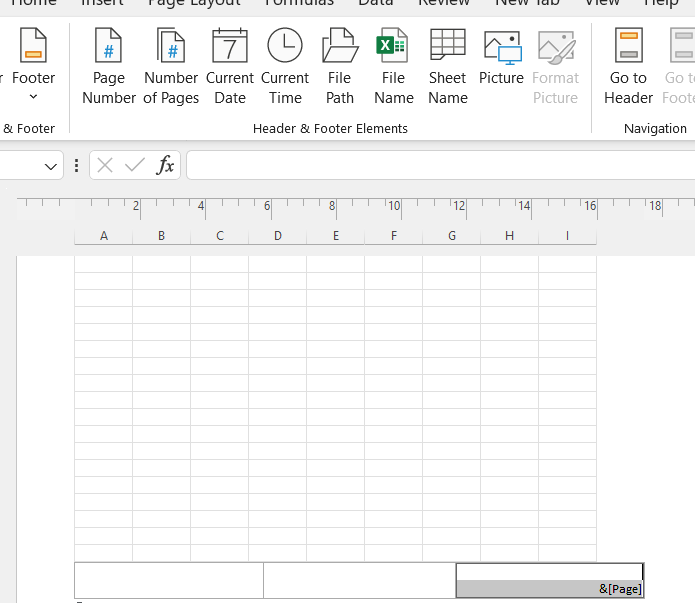 Home Insert Page Layout Formulas Data Review New Tab View Help
Footer
Page Number
Number of Pages
Current Date
Current Time
File Path
File Name
Sheet Name
Picture
Format Picture
Go to Header
Go to
& Footer
Header & Footer Elements
Navigation
fx
2 4 6 8 10 12 14 16 18
A B C D E F G H I
&[Page]